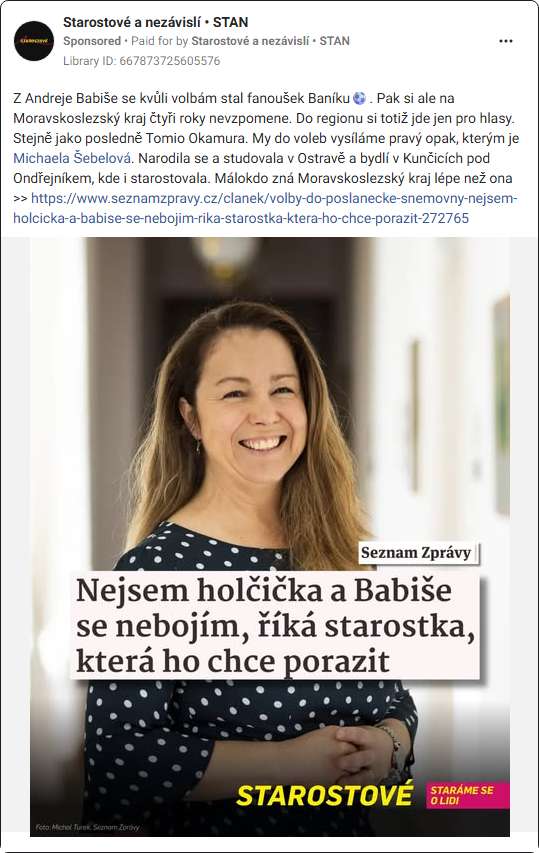 Starostové a nezávislí • STAN
Sponsored • Paid for by Starostové a nezávislí • STAN
Library ID: 667873725605576
Z Andreje Babiše se kvůli volbám stal fanoušek Baníku⚽. Pak si ale na
Moravskoslezský kraj čtyři roky nevzpomene. Do regionu si totiž jde jen pro hlasy.
Stejně jako posledně Tomio Okamura. My do voleb vysíláme pravý opak, kterým je
Michaela Šebelová. Narodila se a studovala v Ostravě a bydlí v Kunčicích pod
Ondřejníkem, kde i starostovala. Málokdo zná Moravskoslezský kraj lépe než ona
>> https://www.seznamzpravy.cz/clanek/volby-do-poslanecke-snemovny-nejsem-
holcicka-a-babise-se-nebojim-rika-starostka-ktera-ho-chce-porazit-272765
Seznam Zprávy
Nejsem holčička a Babiše
se nebojím, říká starostka,
která ho chce porazit
STAROSTOVÉ
STARÁME SE
O LIDI
Foto: Michal Turek, Seznam Zprávy